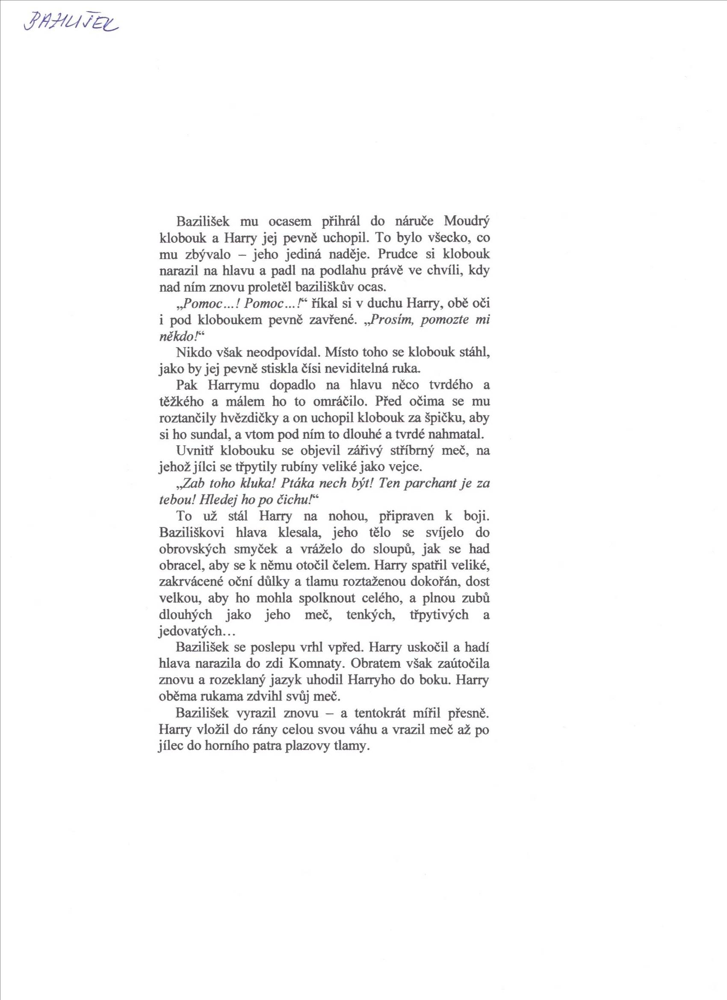 BAZILIŠEK
Bazilišek mu ocasem přihrál do náruče Moudrý
klobouk a Harry jej pevně uchopil. To bylo všecko, co
mu zbývalo – jeho jediná naděje. Prudce si klobouk
narazil na hlavu a padl na podlahu právě ve chvíli, kdy
nad ním znovu proletěl baziliškův ocas.
„Pomoc...! Pomoc...!“ říkal si v duchu Harry, obě oči
i pod kloboukem pevně zavřené. „Prosím, pomozte mi
někdo!“
Nikdo však neodpovídal. Místo toho se klobouk stáhl,
jako by jej pevně stiskla čísi neviditelná ruka.
Pak Harrymu dopadlo na hlavu něco tvrdého a
těžkého a málem ho to omráčilo. Před očima se mu
roztančily hvězdičky a on uchopil klobouk za špičku, aby
si ho sundal, a vtom pod ním to dlouhé a tvrdé nahmatal.
Uvnitř klobouku se objevil zářivý stříbrný meč, na
jehož jílci se třpytily rubíny veliké jako vejce.
„Zab toho kluka! Ptáka nech být! Ten parchant je za
tebou! Hledej ho po čichu!“
To už stál Harry na nohou, připraven k boji.
Baziliškovi hlava klesala, jeho tělo se svíjelo do
obrovských smyček a vráželo do sloupů, jak se had
obracel, aby se k němu otočil čelem. Harry spatřil veliké,
zakrvácené oční důlky a tlamu roztaženou dokořán, dost
velkou, aby ho mohla spolknout celého, a plnou zubů
dlouhých jako jeho meč, tenkých, třpytivých a
jedovatých…
Bazilišek se poslepu vrhl vpřed. Harry uskočil a hadí
hlava narazila do zdi Komnaty. Obratem však zaútočila
znovu a rozeklaný jazyk uhodil Harryho do boku. Harry
oběma rukama zdvihl svůj meč.
Bazilišek vyrazil znovu – a tentokrát mířil přesně.
Harry vložil do rány celou svou váhu a vrazil meč až po
jílec do horního patra plazovy tlamy.